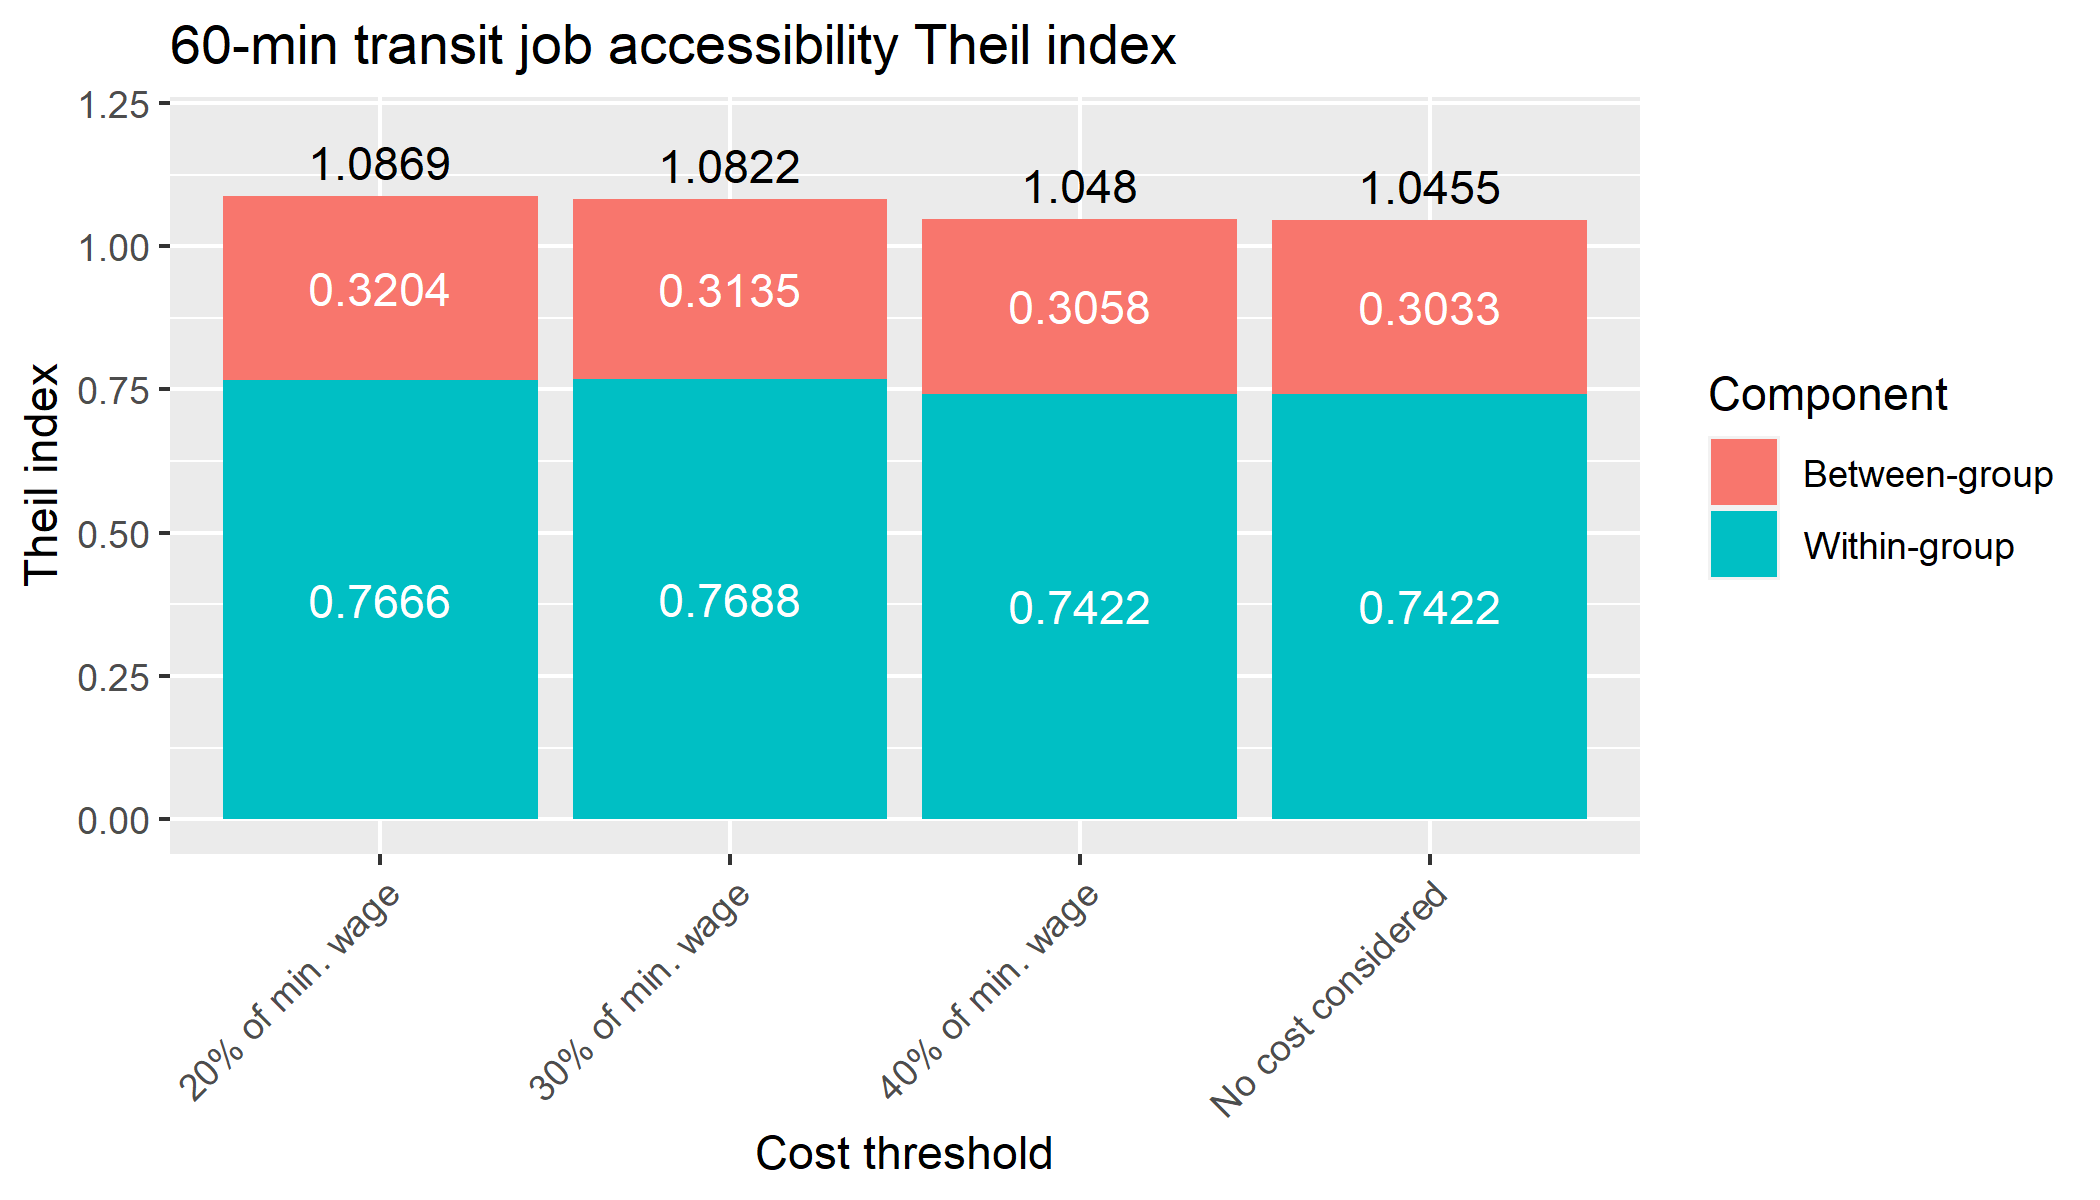 60-min transit job accessibility Theil index
1.25
1.00
0.75
0.50
0.25
0.00
Theil index
1.0869
1.0822
1.048
1.0455
0.3204
0.3135
0.3058
0.3033
0.7666
0.7688
0.7422
0.7422
20% of min. wage
30% of min. wage
40% of min. wage
No cost considered
Cost threshold
Component
Between-group
Within-group